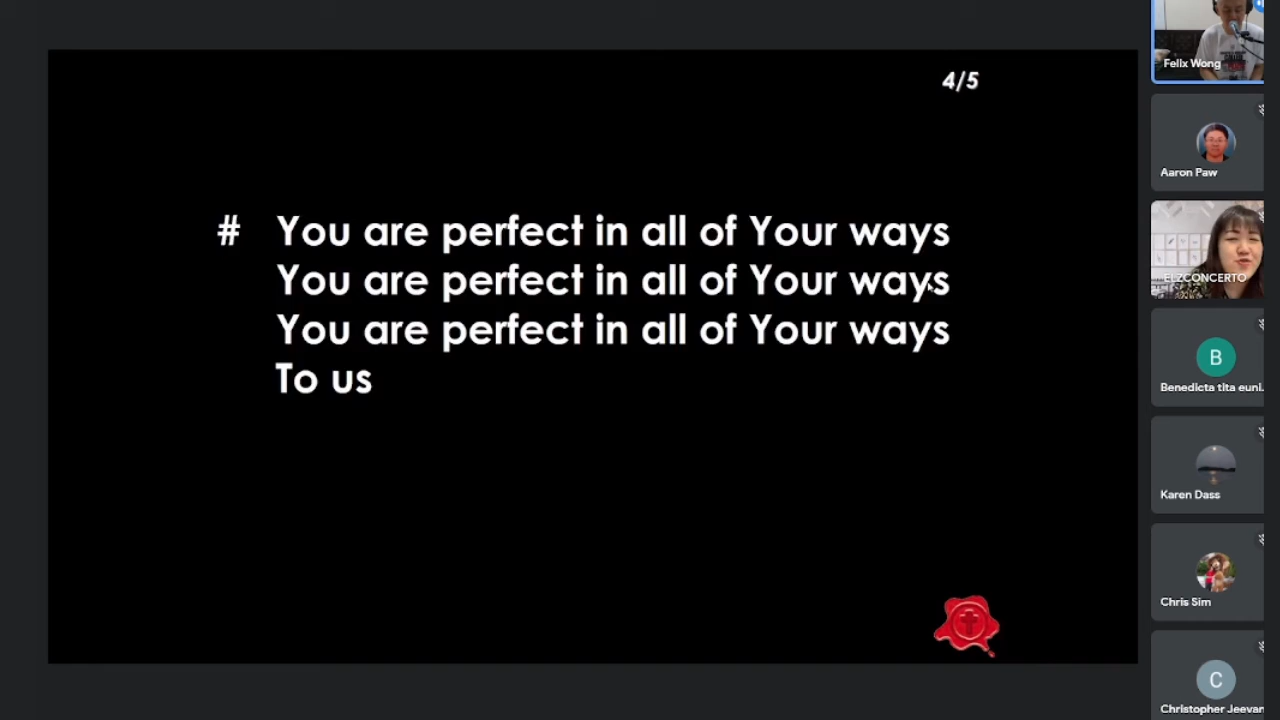 4/5
# You are perfect in all of Your ways
You are perfect in all of Your ways
You are perfect in all of Your ways
To us
Felix Wong
Aaron Paw
ELZCONCERTO
B
Benedicta tita euni...
Karen Dass
Chris Sim
C
Christopher Jeevan